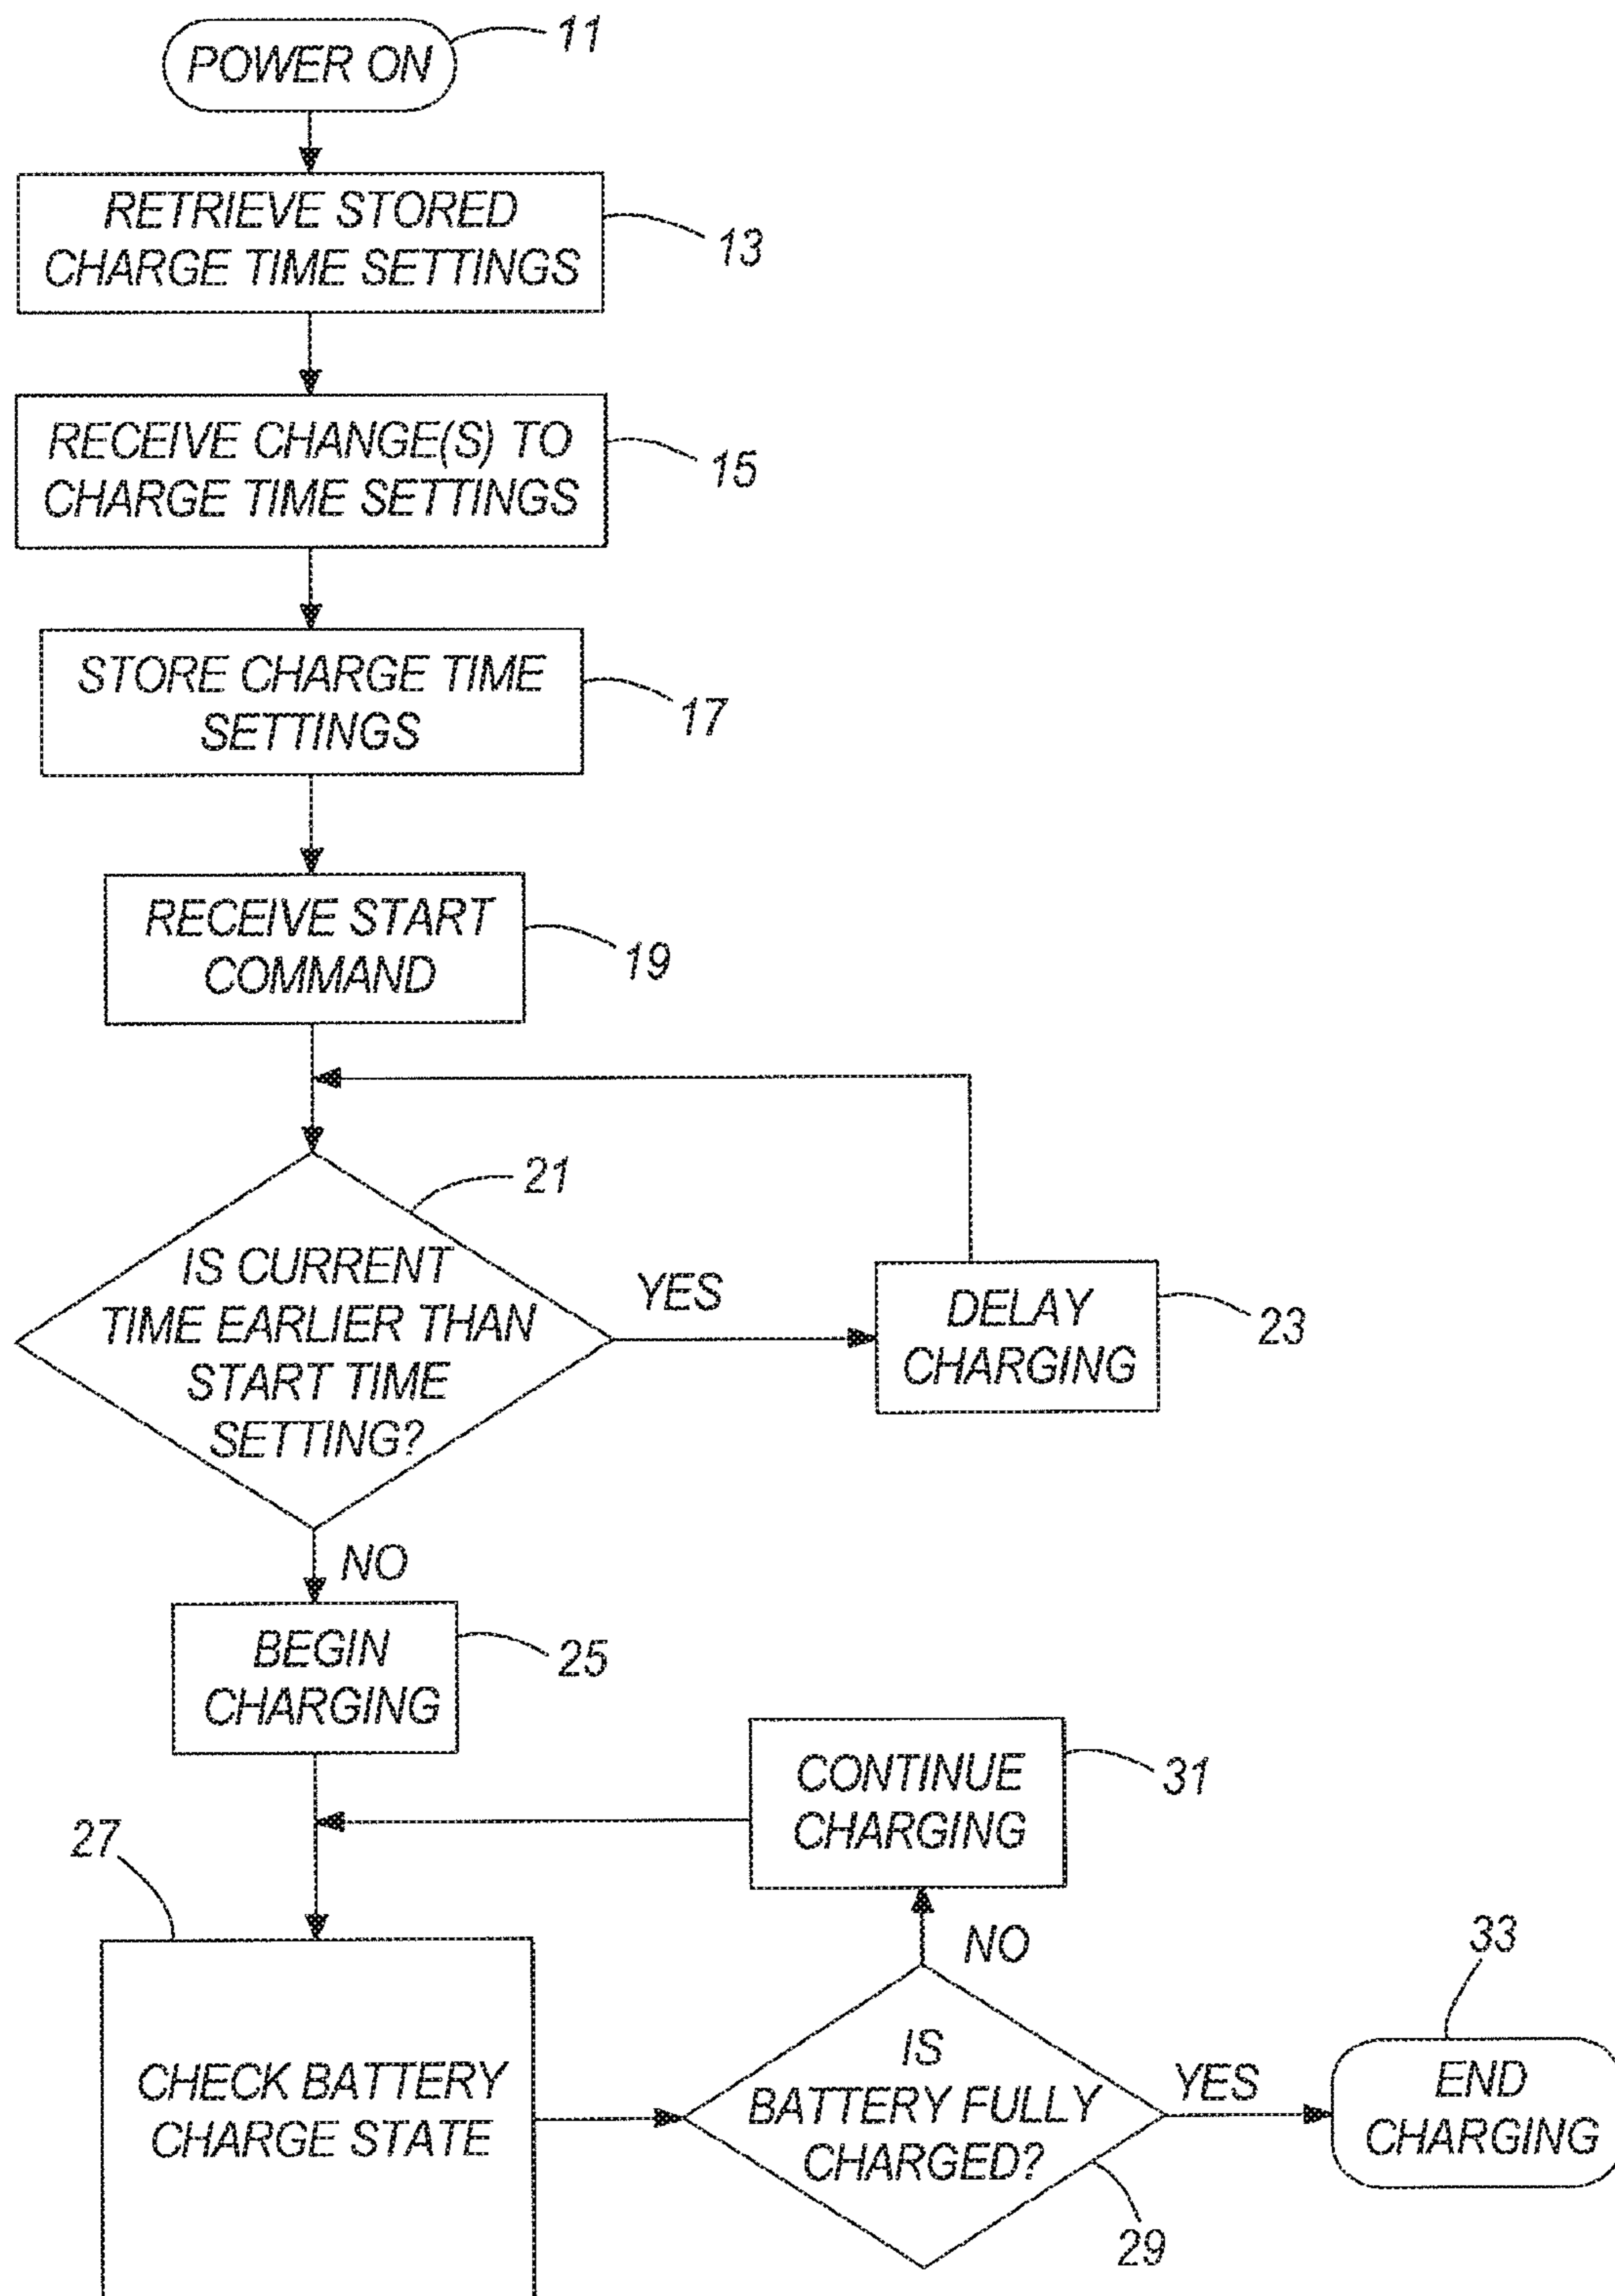 POWER ON
11
RETRIEVE STORED
CHARGE TIME SETTINGS
13
RECEIVE CHANGE(S) TO
CHARGE TIME SETTINGS
15
STORE CHARGE TIME
SETTINGS
17
RECEIVE START
COMMAND
19
21
IS CURRENT
TIME EARLIER THAN
START TIME
SETTING?
YES
DELAY
CHARGING
23
NO
BEGIN
CHARGING
25
CONTINUE
CHARGING
31
27
CHECK BATTERY
CHARGE STATE
NO
IS
BATTERY FULLY
CHARGED?
29
YES
33
END
CHARGING